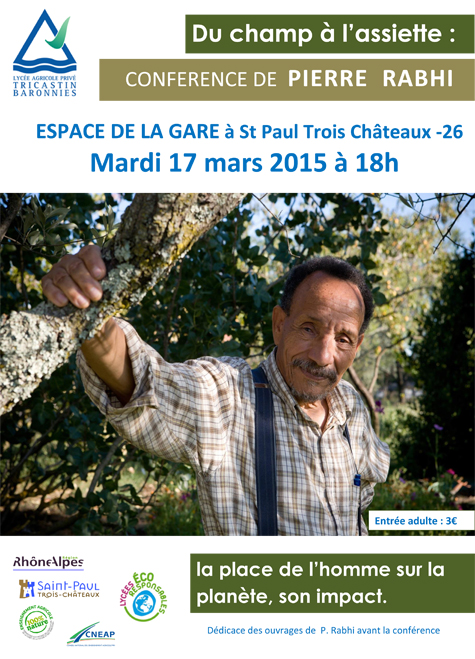 Du champ à l'assiette :
LYCÉE AGRICOLE PRIVÉ
TRICASTIN
BARONNIES
CONFERENCE DE PIERRE RABHI
ESPACE DE LA GARE à St Paul Trois Châteaux -26
Mardi 17 mars 2015 à 18h
Entrée adulte : 3€
RhôneAlpes
SAINT-PAUL
TROIS-CHÂTEAUX
LYCÉES
ÉCO
RESPONSABLES
100%
nature
CNEAP
la place de l'homme sur la
planète, son impact.
Dédicace des ouvrages de P. Rabhi avant la conférence